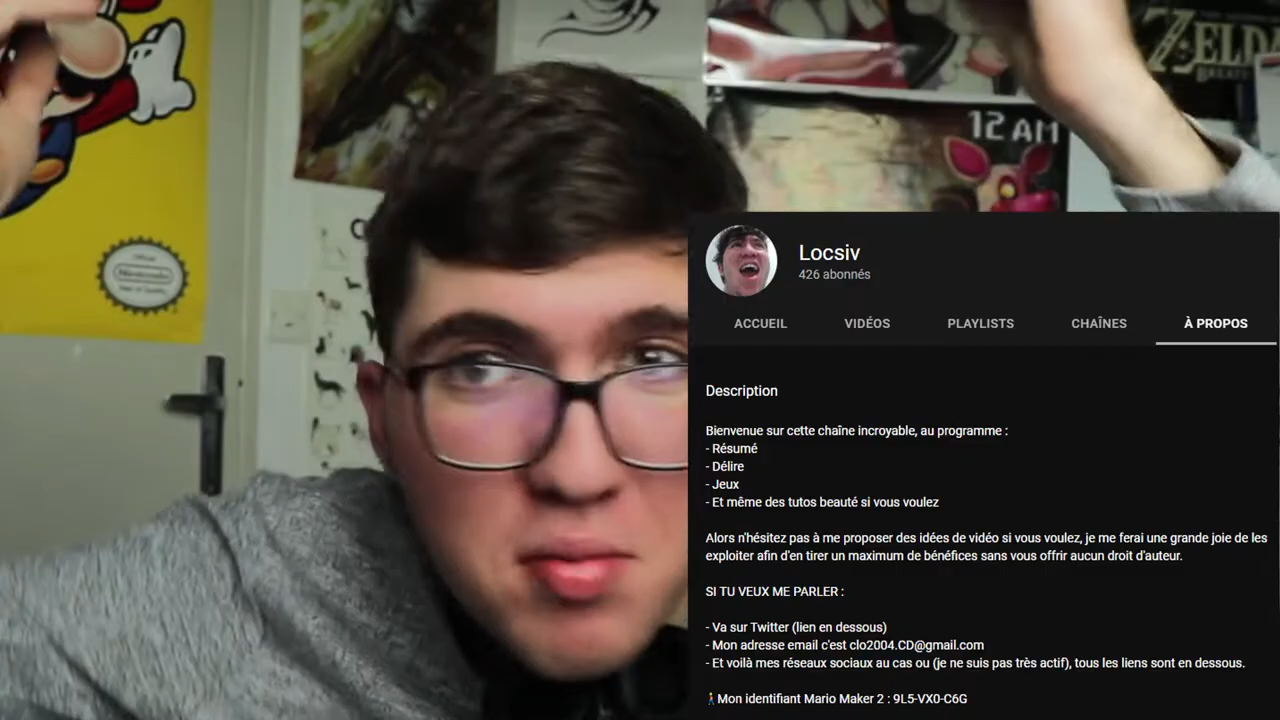 ZELDA
12 AM
Official
Nintendo
Seal of Quality
Locsiv
426 abonnés
ACCUEIL
VIDÉOS
PLAYLISTS
CHAÎNES
À PROPOS
Description
Bienvenue sur cette chaîne incroyable, au programme :
- Résumé
- Délire
- Jeux
- Et même des tutos beauté si vous voulez
Alors n'hésitez pas à me proposer des idées de vidéo si vous voulez, je me ferai une grande joie de les
exploiter afin d'en tirer un maximum de bénéfices sans vous offrir aucun droit d'auteur.
SI TU VEUX ME PARLER :
- Va sur Twitter (lien en dessous)
- Mon adresse email c'est clo2004.CD@gmail.com
- Et voilà mes réseaux sociaux au cas ou (je ne suis pas très actif), tous les liens sont en dessous.
Mon identifiant Mario Maker 2 : 9L5-VX0-C6G